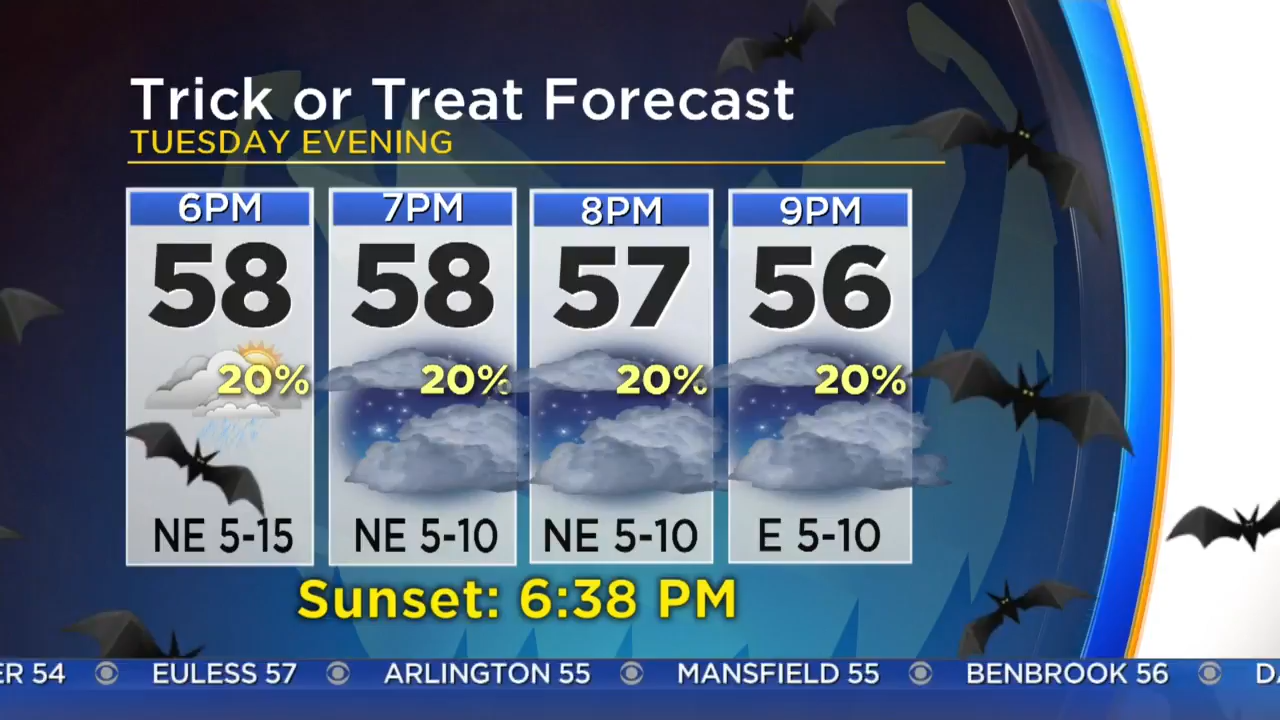 Trick or Treat Forecast
TUESDAY EVENING
6PM 7PM 8PM 9PM
58 58 57 56
20% 20% 20% 20%
NE 5-15 NE 5-10 NE 5-10 E 5-10
Sunset: 6:38 PM
ER 54 EULESS 57 ARLINGTON 55 MANSFIELD 55 BENBROOK 56 DA